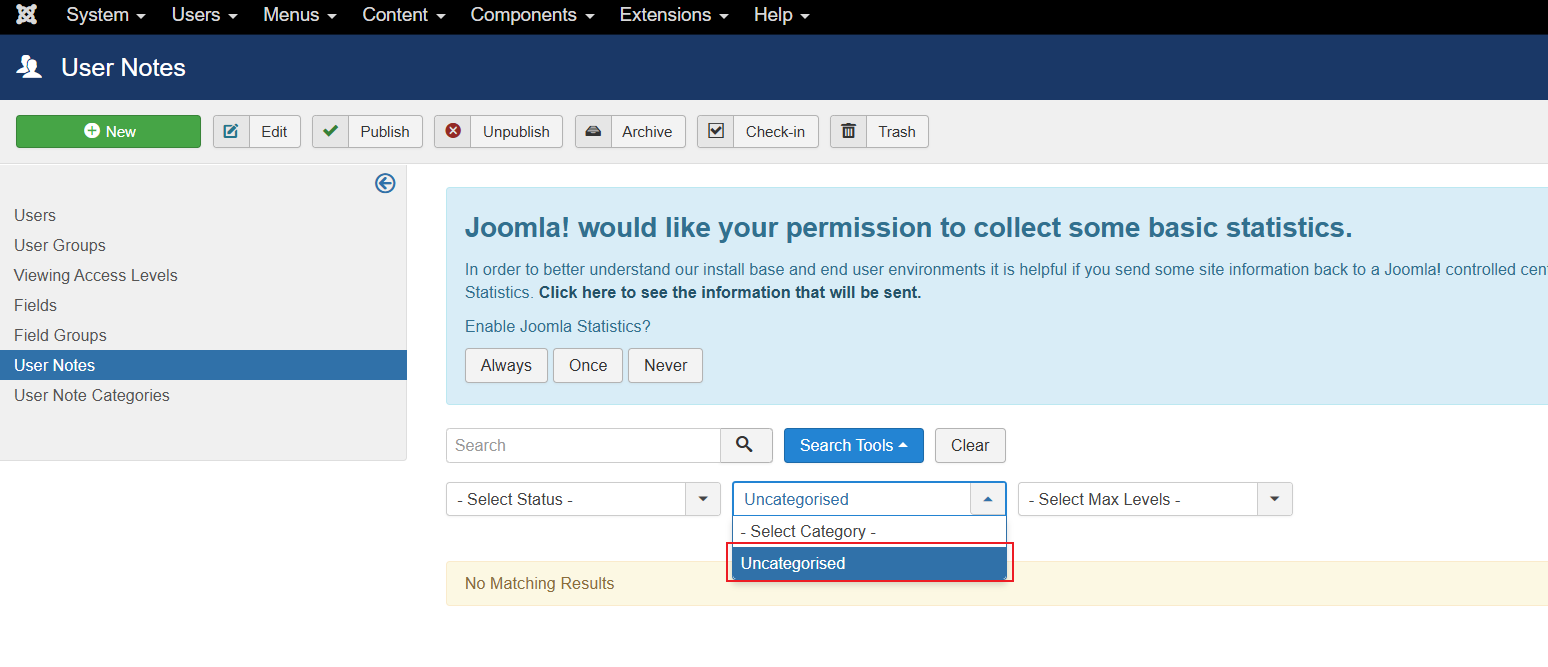 System Users Menus Content Components Extensions Help
User Notes
New Edit Publish Unpublish Archive Check-in Trash
Users
User Groups
Viewing Access Levels
Fields
Field Groups
User Notes
User Note Categories
Joomla! would like your permission to collect some basic statistics.
In order to better understand our install base and end user environments it is helpful if you send some site information back to a Joomla! controlled cen
Statistics. Click here to see the information that will be sent.
Enable Joomla Statistics?
Always Once Never
Search Search Tools Clear
- Select Status - Uncategorised - Select Max Levels -
- Select Category -
Uncategorised
No Matching Results